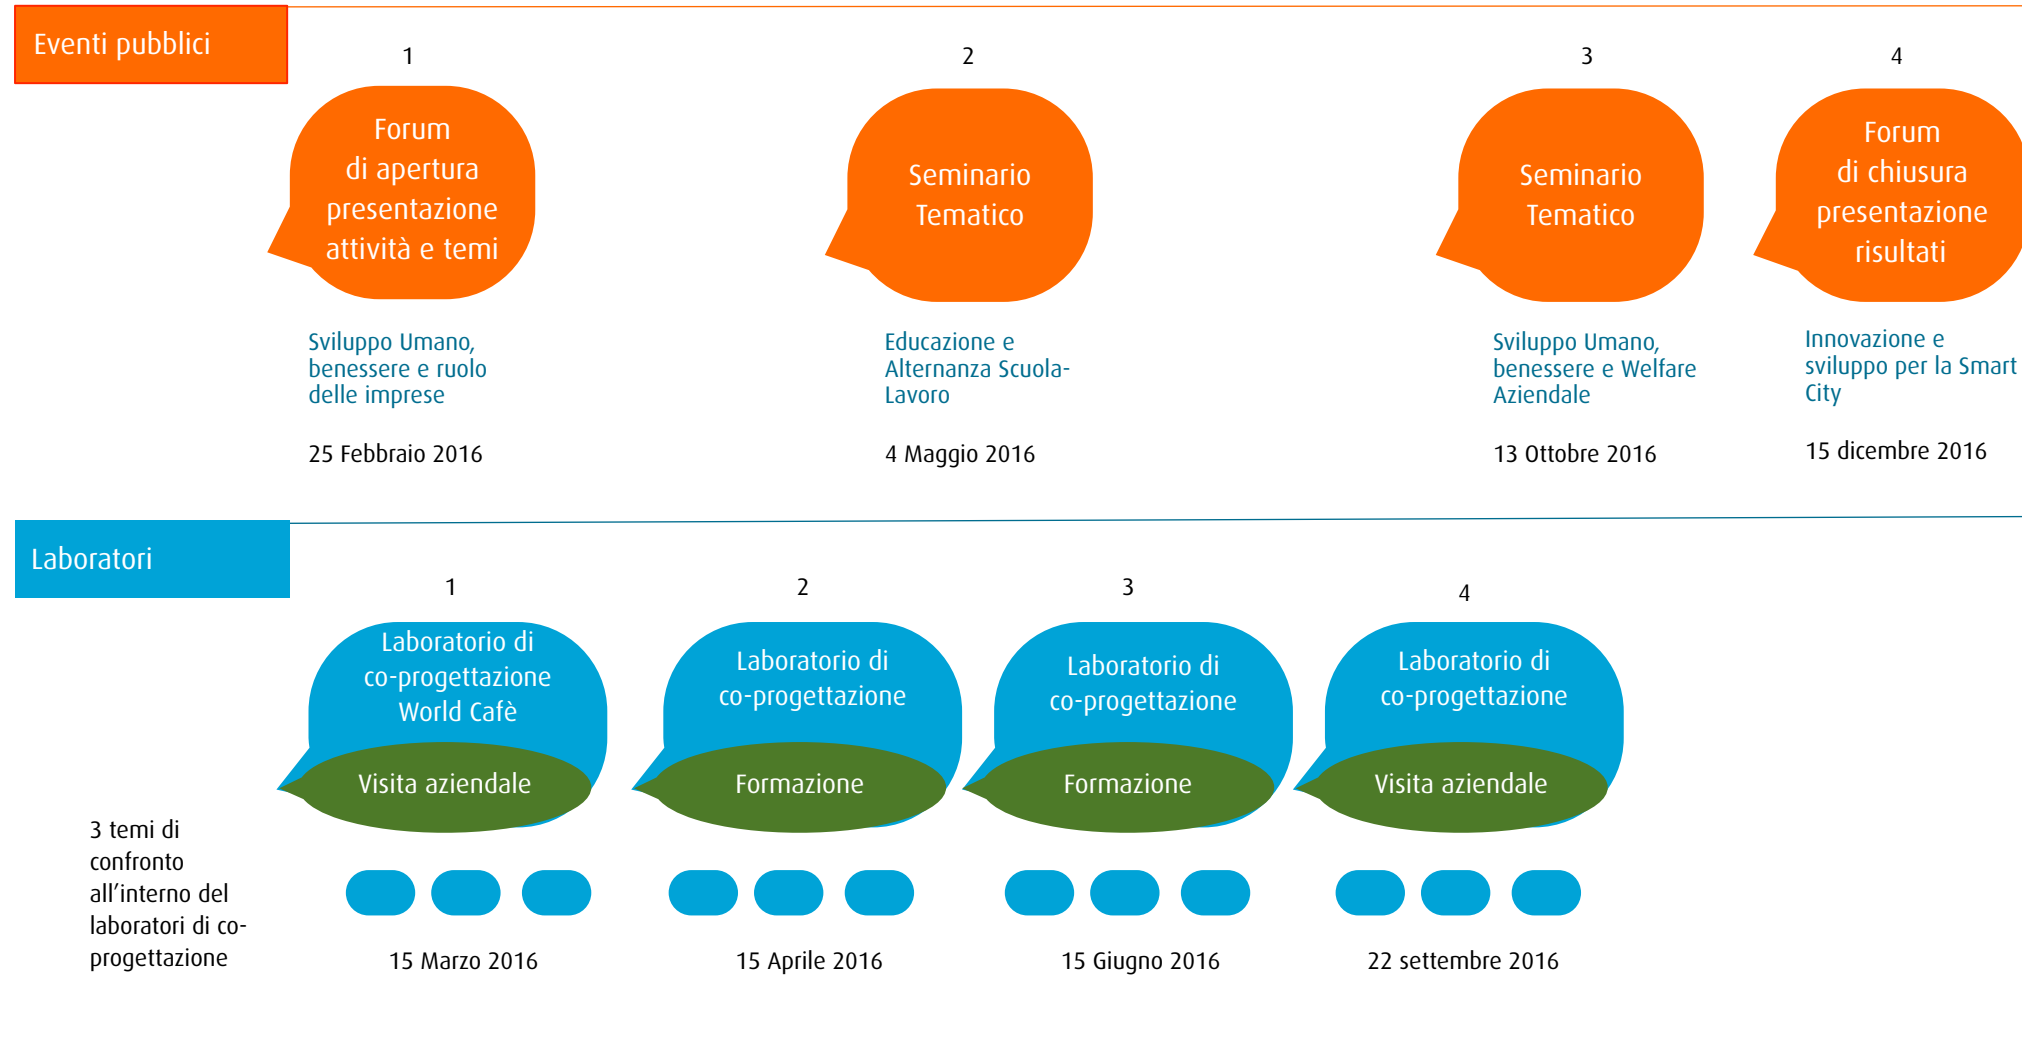 Eventi pubblici
1
2
3
4
Forum
di apertura
presentazione
attività e temi
Seminario
Tematico
Seminario
Tematico
Forum
di chiusura
presentazione
risultati
Sviluppo Umano,
benessere e ruolo
delle imprese
25 Febbraio 2016
Educazione e
Alternanza Scuola-
Lavoro
4 Maggio 2016
Sviluppo Umano,
benessere e Welfare
Aziendale
13 Ottobre 2016
Innovazione e
sviluppo per la Smart
City
15 dicembre 2016
Laboratori
1
2
3
4
Laboratorio di
co-progettazione
World Cafè
Visita aziendale
Laboratorio di
co-progettazione
Formazione
Laboratorio di
co-progettazione
Formazione
Laboratorio di
co-progettazione
Visita aziendale
3 temi di
confronto
all’interno del
laboratori di co-
progettazione
15 Marzo 2016
15 Aprile 2016
15 Giugno 2016
22 settembre 2016